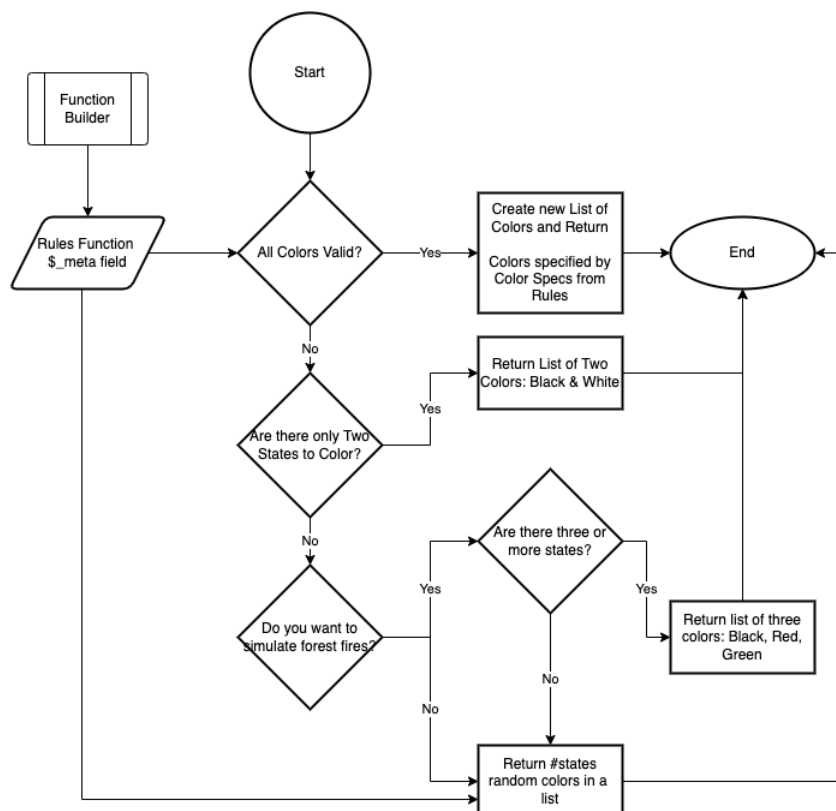 Start
Function
Builder
Rules Function
$_meta field
All Colors Valid?
Yes
Create new List of
Colors and Return
Colors specified by
Color Specs from
Rules
End
No
Are there only Two
States to Color?
Yes
Return List of Two
Colors: Black & White
No
Do you want to
simulate forest fires?
Yes
Are there three or
more states?
Yes
Return list of three
colors: Black, Red,
Green
No
No
Return #states
random colors in a
list